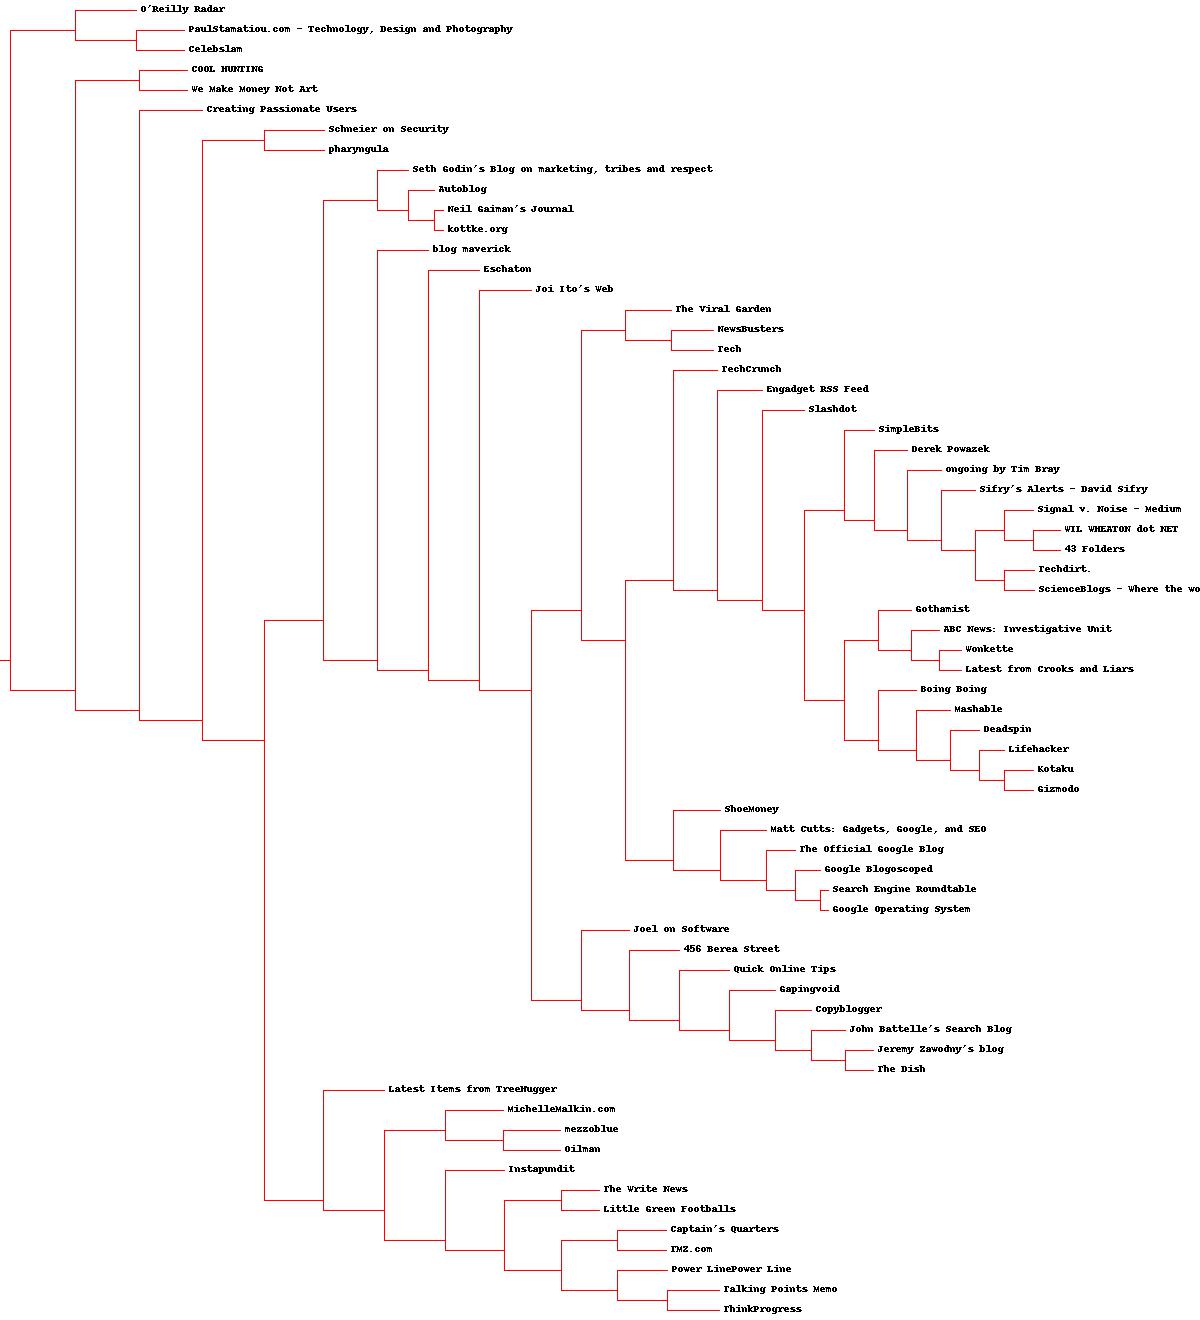 O'Reilly Radar
PaulStamatiou.com - Technology, Design and Photography
Celebslam
COOL HUNTING
We Make Money Not Art
Creating Passionate Users
Schneier on Security
pharyngula
Seth Godin's Blog on marketing, tribes and respect
Autoblog
Neil Gaiman's Journal
kottke.org
blog maverick
Eschaton
Joi Ito's Web
The Viral Garden
NewsBusters
Tech
TechCrunch
Engadget RSS Feed
Slashdot
SimpleBits
Derek Powazek
ongoing by Tim Bray
Sifry's Alerts - David Sifry
Signal v. Noise - Medium
WIL WHEATON dot NET
43 Folders
Techdirt.
ScienceBlogs - Where the wo
Gothamist
ABC News: Investigative Unit
Wonkette
Latest from Crooks and Liars
Boing Boing
Mashable
Deadspin
Lifehacker
Kotaku
Gizmodo
ShoeMoney
Matt Cutts: Gadgets, Google, and SEO
The Official Google Blog
Google Blogoscoped
Search Engine Roundtable
Google Operating System
Joel on Software
456 Berea Street
Quick Online Tips
Gapingvoid
Copyblogger
John Battelle's Search Blog
Jeremy Zawodny's blog
The Dish
Latest Items from TreeHugger
MichelleMalkin.com
mezzoblue
Oilman
Instapundit
The Write News
Little Green Footballs
Captain's Quarters
TMZ.com
Power LinePower Line
Talking Points Memo
ThinkProgress